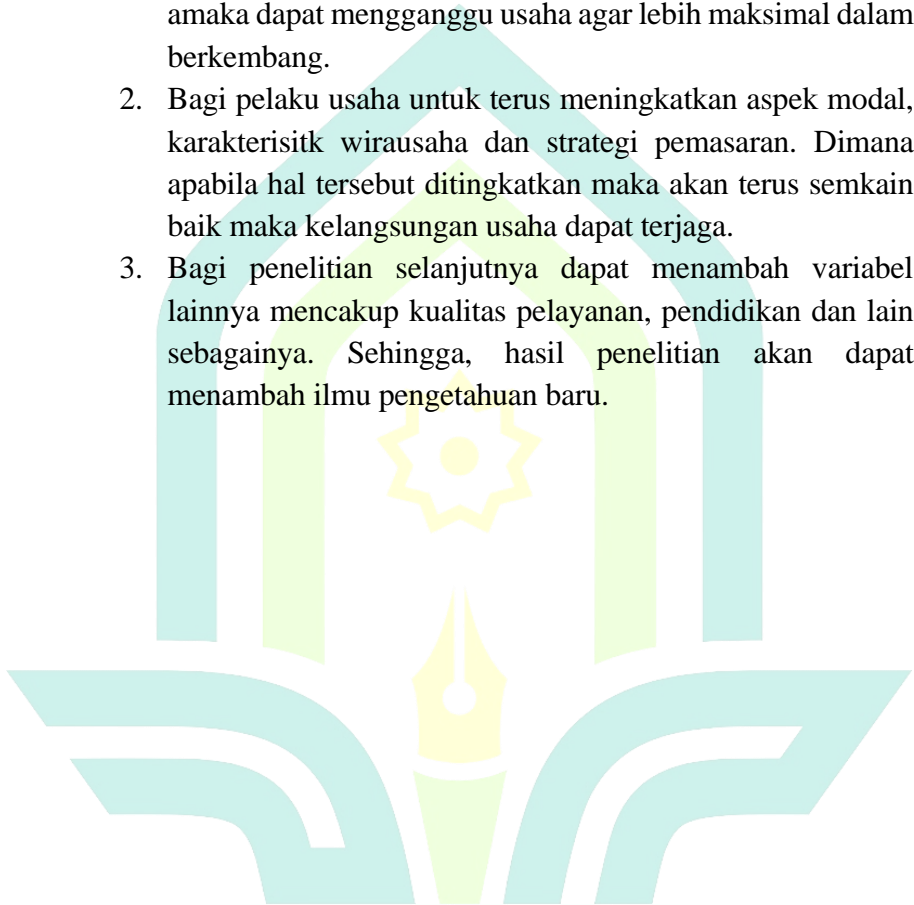 amaka dapat mengganggu usaha agar lebih maksimal dalam
berkembang.
2. Bagi pelaku usaha untuk terus meningkatkan aspek modal,
karakterisitk wirausaha dan strategi pemasaran. Dimana
apabila hal tersebut ditingkatkan maka akan terus semkain
baik maka kelangsungan usaha dapat terjaga.
3. Bagi penelitian selanjutnya dapat menambah variabel
lainnya mencakup kualitas pelayanan, pendidikan dan lain
sebagainya. Sehingga, hasil penelitian akan dapat
menambah ilmu pengetahuan baru.